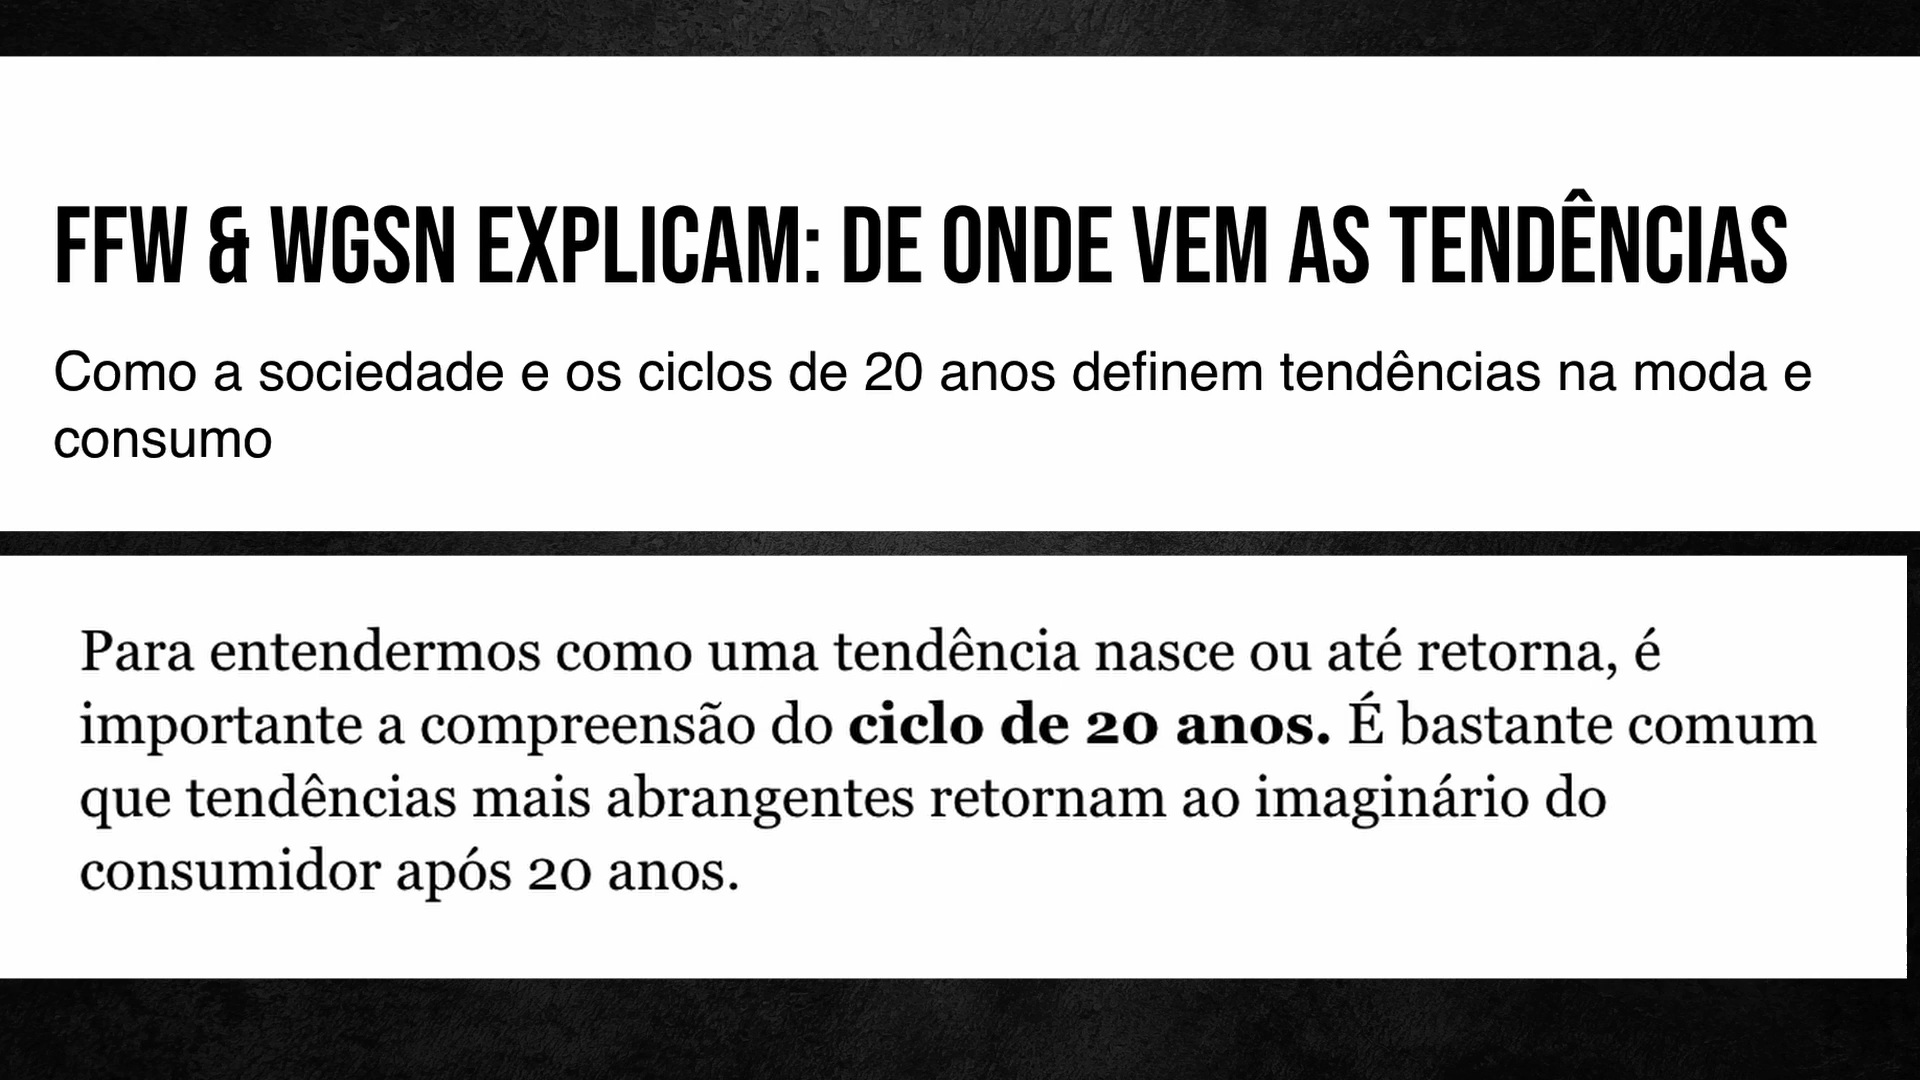 FFW & WGSN EXPLICAM: DE ONDE VEM AS TENDÊNCIAS
Como a sociedade e os ciclos de 20 anos definem tendências na moda e
consumo
Para entendermos como uma tendência nasce ou até retorna, é
importante a compreensão do ciclo de 20 anos. É bastante comum
que tendências mais abrangentes retornam ao imaginário do
consumidor após 20 anos.